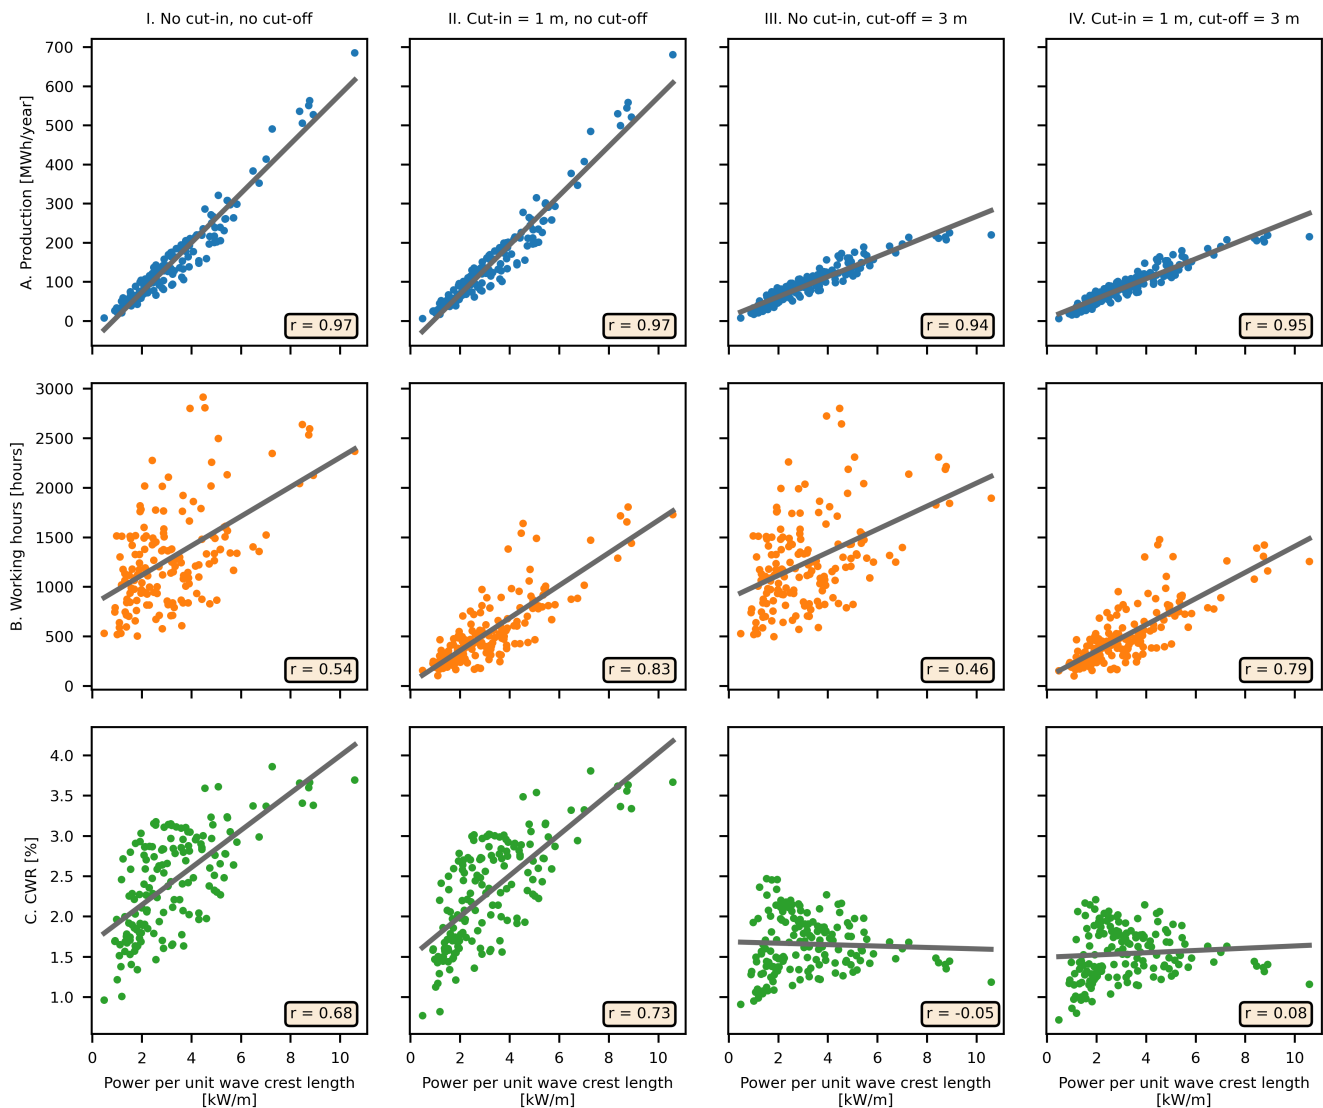 I. No cut-in, no cut-off
II. Cut-in = 1 m, no cut-off
III. No cut-in, cut-off = 3 m
IV. Cut-in = 1 m, cut-off = 3 m
A. Production [MWh/year]
700
600
500
400
300
200
100
0
r = 0.97
r = 0.97
r = 0.94
r = 0.95
B. Working hours [hours]
3000
2500
2000
1500
1000
500
0
r = 0.54
r = 0.83
r = 0.46
r = 0.79
C. CWR [%]
4.0
3.5
3.0
2.5
2.0
1.5
1.0
r = 0.68
r = 0.73
r = -0.05
r = 0.08
0 2 4 6 8 10
0 2 4 6 8 10
0 2 4 6 8 10
0 2 4 6 8 10
Power per unit wave crest length
[kW/m]
Power per unit wave crest length
[kW/m]
Power per unit wave crest length
[kW/m]
Power per unit wave crest length
[kW/m]